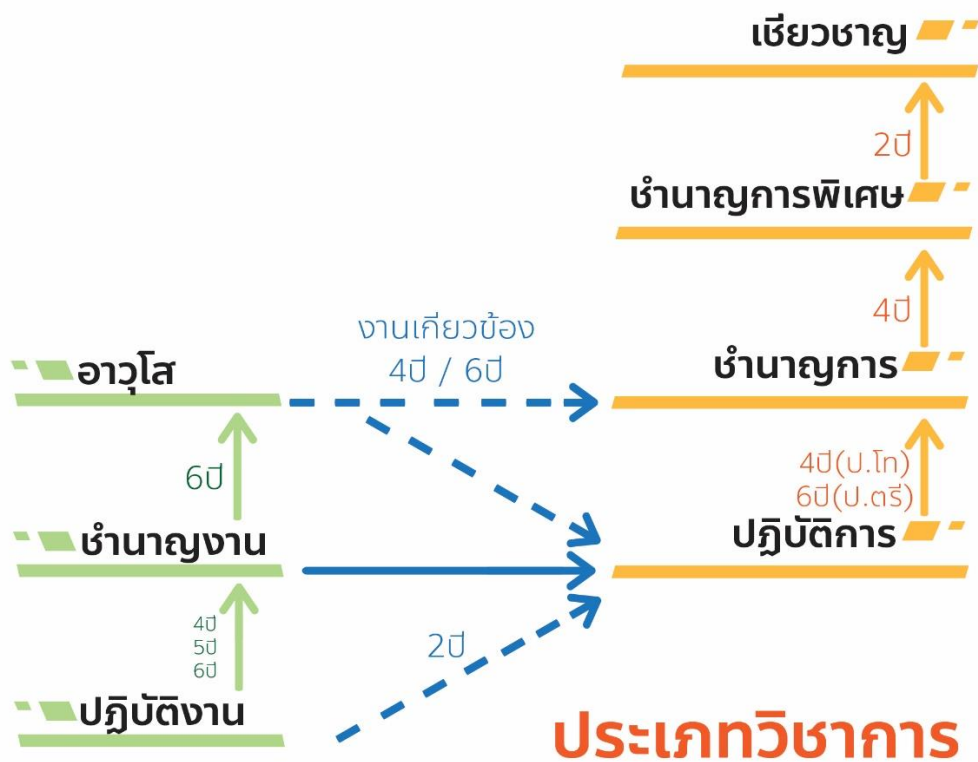 เชียวชาญ
2ปี
ชำนาญการพิเศษ
4ปี
งานเกียวข้อง
4ปี / 6ปี
อาวุโส
ชำนาญการ
6ปี
4ปี(ป.โท)
6ปี(ป.ตรี)
ชำนาญงาน
ปฏิบัติการ
4ปี
5ปี
6ปี
2ปี
ปฏิบัติงาน
ประเภทวิชาการ